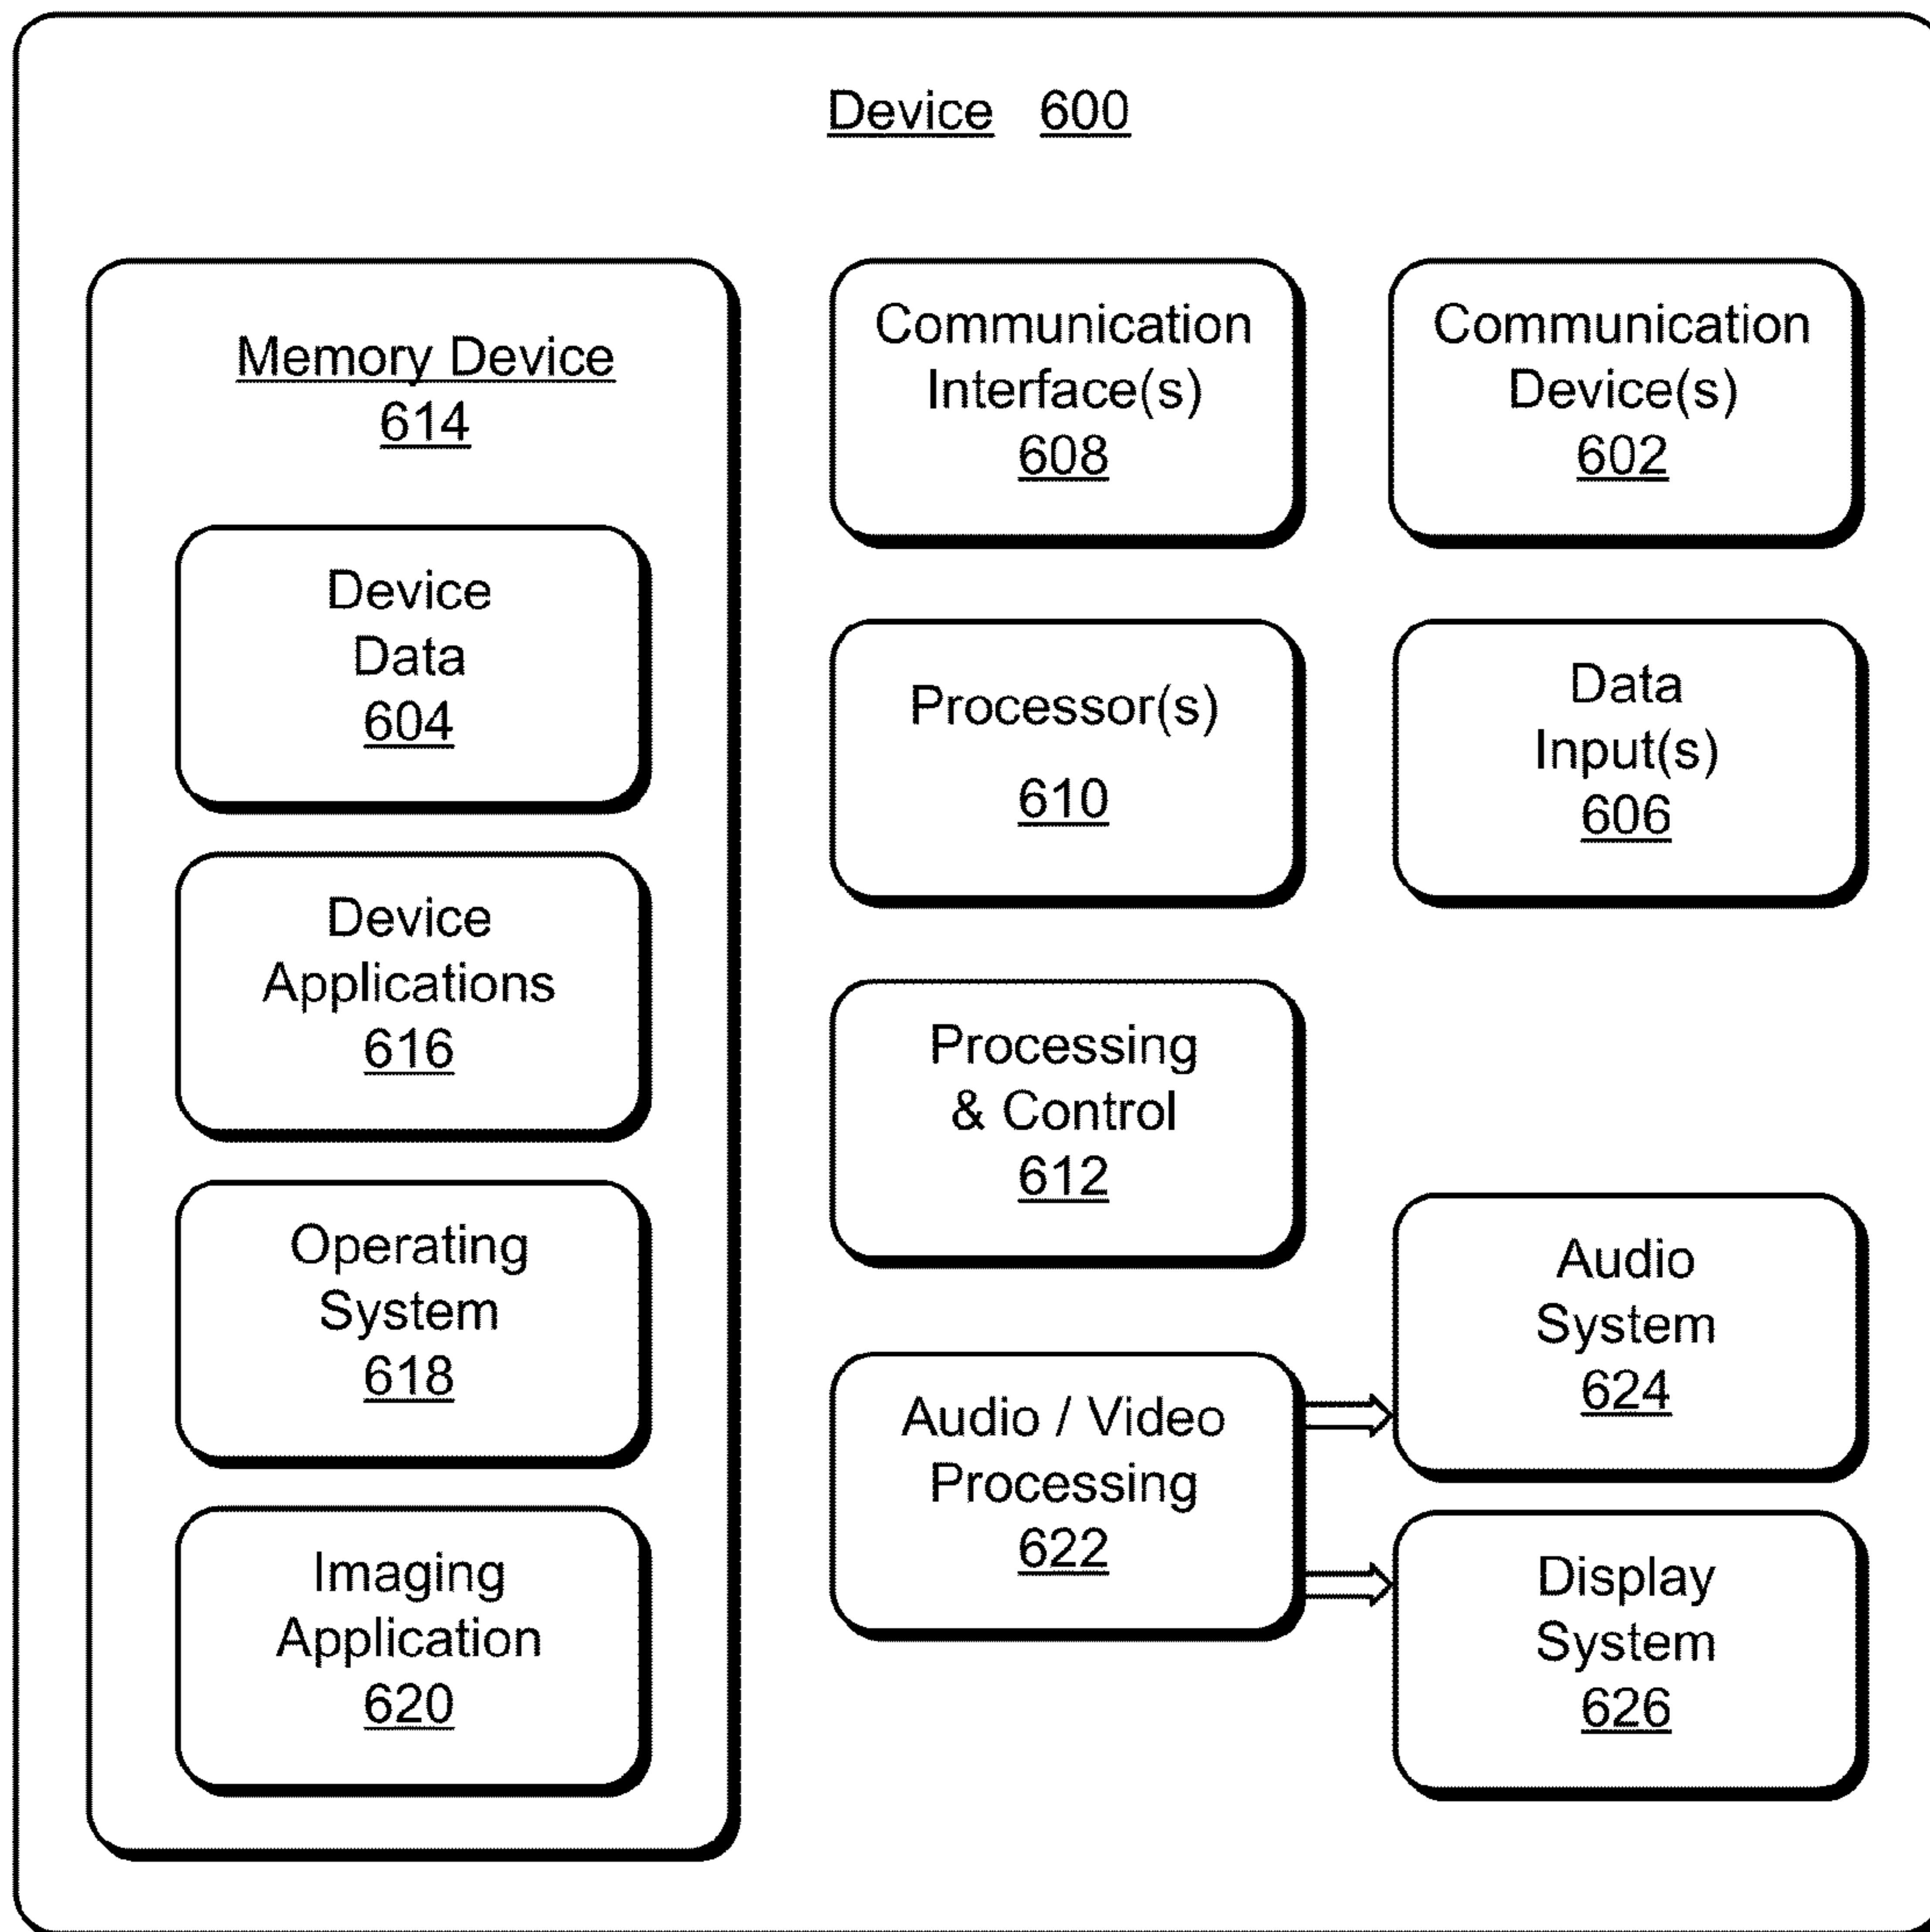 Device 600
Memory Device
614
Device
Data
604
Device
Applications
616
Operating
System
618
Imaging
Application
620
Communication
Interface(s)
608
Communication
Device(s)
602
Processor(s)
610
Data
Input(s)
606
Processing
& Control
612
Audio / Video
Processing
622
Audio
System
624
Display
System
626